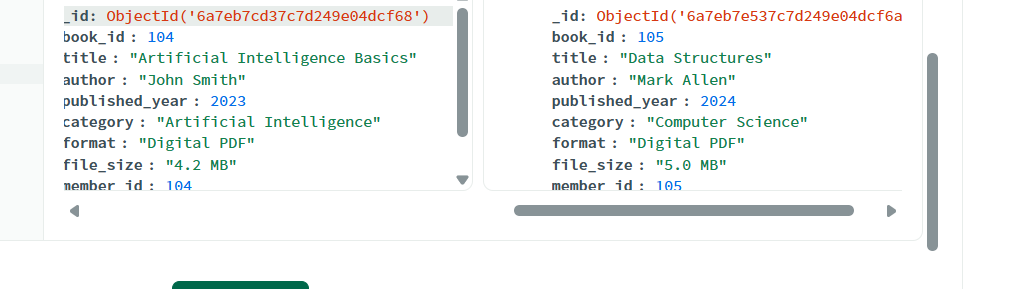 _id: ObjectId('6a7eb7cd37c7d249e04dcf68')
book_id : 104
title : "Artificial Intelligence Basics"
author : "John Smith"
published_year : 2023
category : "Artificial Intelligence"
format : "Digital PDF"
file_size : "4.2 MB"
member_id : 104
_id: ObjectId('6a7eb7e537c7d249e04dcf6a
book_id : 105
title : "Data Structures"
author : "Mark Allen"
published_year : 2024
category : "Computer Science"
format : "Digital PDF"
file_size : "5.0 MB"
member_id : 105